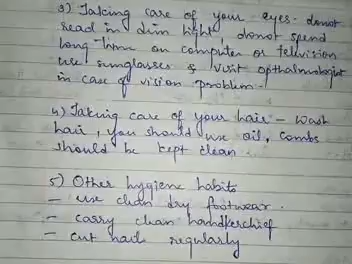 3) Taking care of your eyes - donot
read in dim light, donot spend
long time on computer or television
use sunglasses & visit opthalmologist
in case of vision problem.
4) Taking care of your hair - wash
hair, you should use oil, combs
should be kept clean.
5) Other hygiene habits
- use clean dry footwear.
- carry clean handkerchief
- cut nails regularly